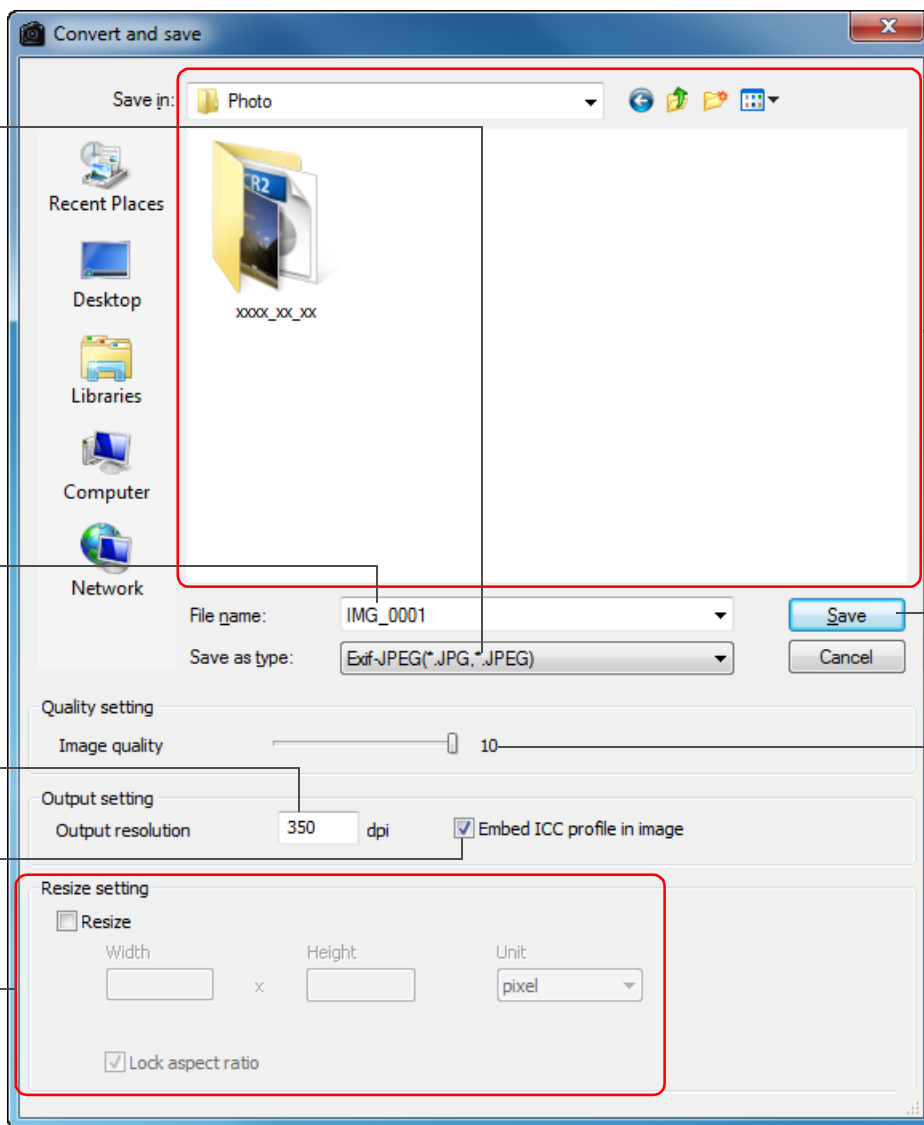 Convert and save
Save in: Photo
CR2
xxxx_xx_xx
Recent Places
Desktop
Libraries
Computer
Network
File name: IMG_0001 Save
Save as type: Exif-JPEG(*.JPG,*.JPEG) Cancel
Quality setting
Image quality 10
Output setting
Output resolution 350 dpi Embed ICC profile in image
Resize setting
Resize
Width Height Unit
x pixel
Lock aspect ratio